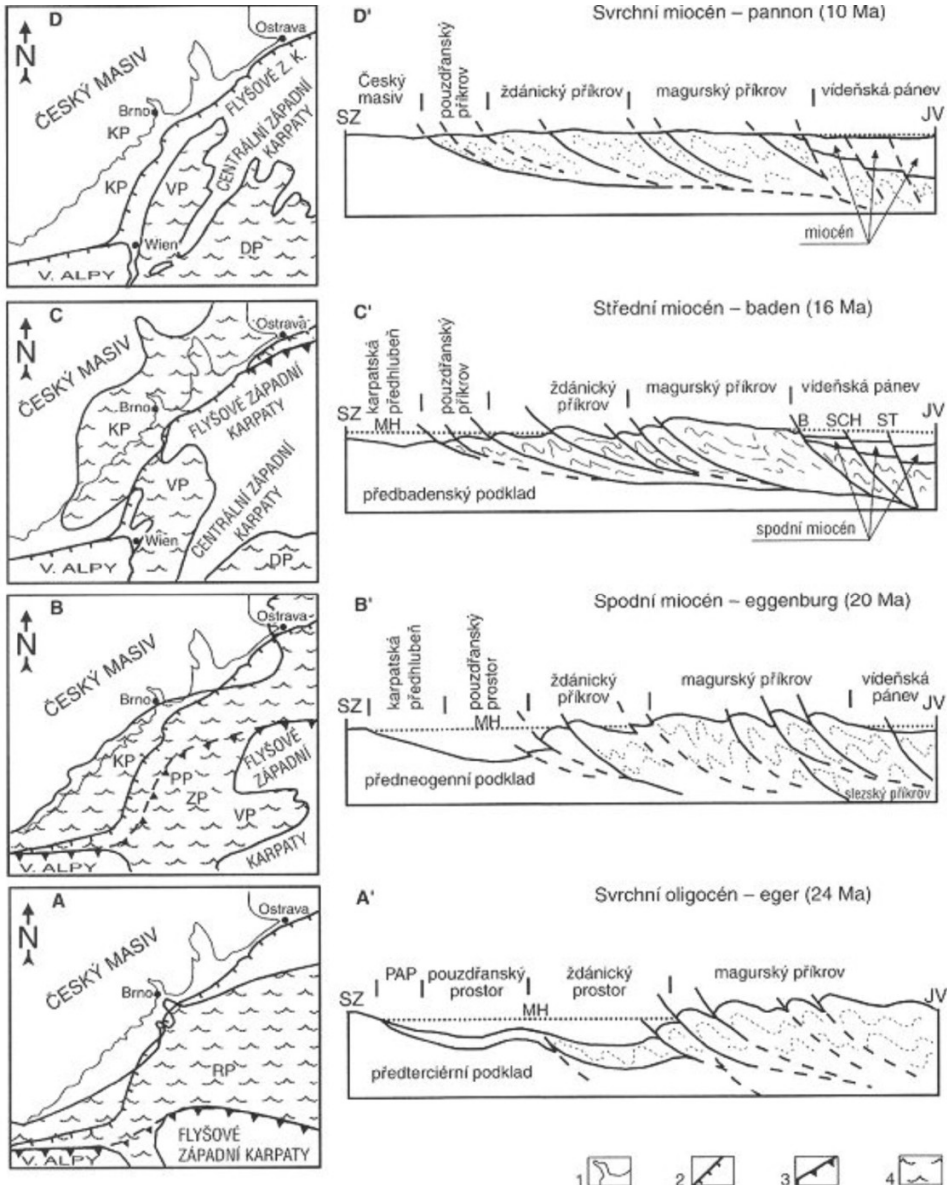 D
N
Ostrava
ČESKÝ MASIV
Brno
FLYŠOVÉ Z. K.
KP
CENTRÁLNÍ ZÁPADNÍ
KARPATY
KP
VP
Wien
DP
V. ALPY
D'
Svrchní miocén – pannon (10 Ma)
Český
masiv
pouzdřanský
příkrov
ždánický příkrov
magurský příkrov
vídeňská pánev
SZ
JV
miocén
C
N
Ostrava
ČESKÝ MASIV
Brno
KP
FLYŠOVÉ ZÁPADNÍ
KARPATY
VP
CENTRÁLNÍ ZÁPADNÍ
KARPATY
Wien
V. ALPY
DP
C'
Střední miocén – baden (16 Ma)
karpatská
předhlubeň
pouzdřanský
příkrov
ždánický
příkrov
magurský příkrov
vídeňská pánev
SZ
MH
JV
B
SCH
ST
předbadenský podklad
spodní miocén
B
N
Ostrava
ČESKÝ MASIV
Brno
KP
PP
ZP
FLYŠOVÉ
ZÁPADNÍ
VP
V. ALPY
KARPATY
B'
Spodní miocén – eggenburg (20 Ma)
karpatská
předhlubeň
pouzdřanský
prostor
ždánický
příkrov
magurský příkrov
vídeňská
pánev
SZ
MH
JV
předneogenní podklad
slezský příkrov
A
N
Ostrava
ČESKÝ MASIV
Brno
RP
FLYŠOVÉ
ZÁPADNÍ KARPATY
V. ALPY
A'
Svrchní oligocén – eger (24 Ma)
PAP
pouzdřanský
prostor
ždánický
prostor
magurský příkrov
SZ
MH
JV
předterciérní podklad
1
2
3
4